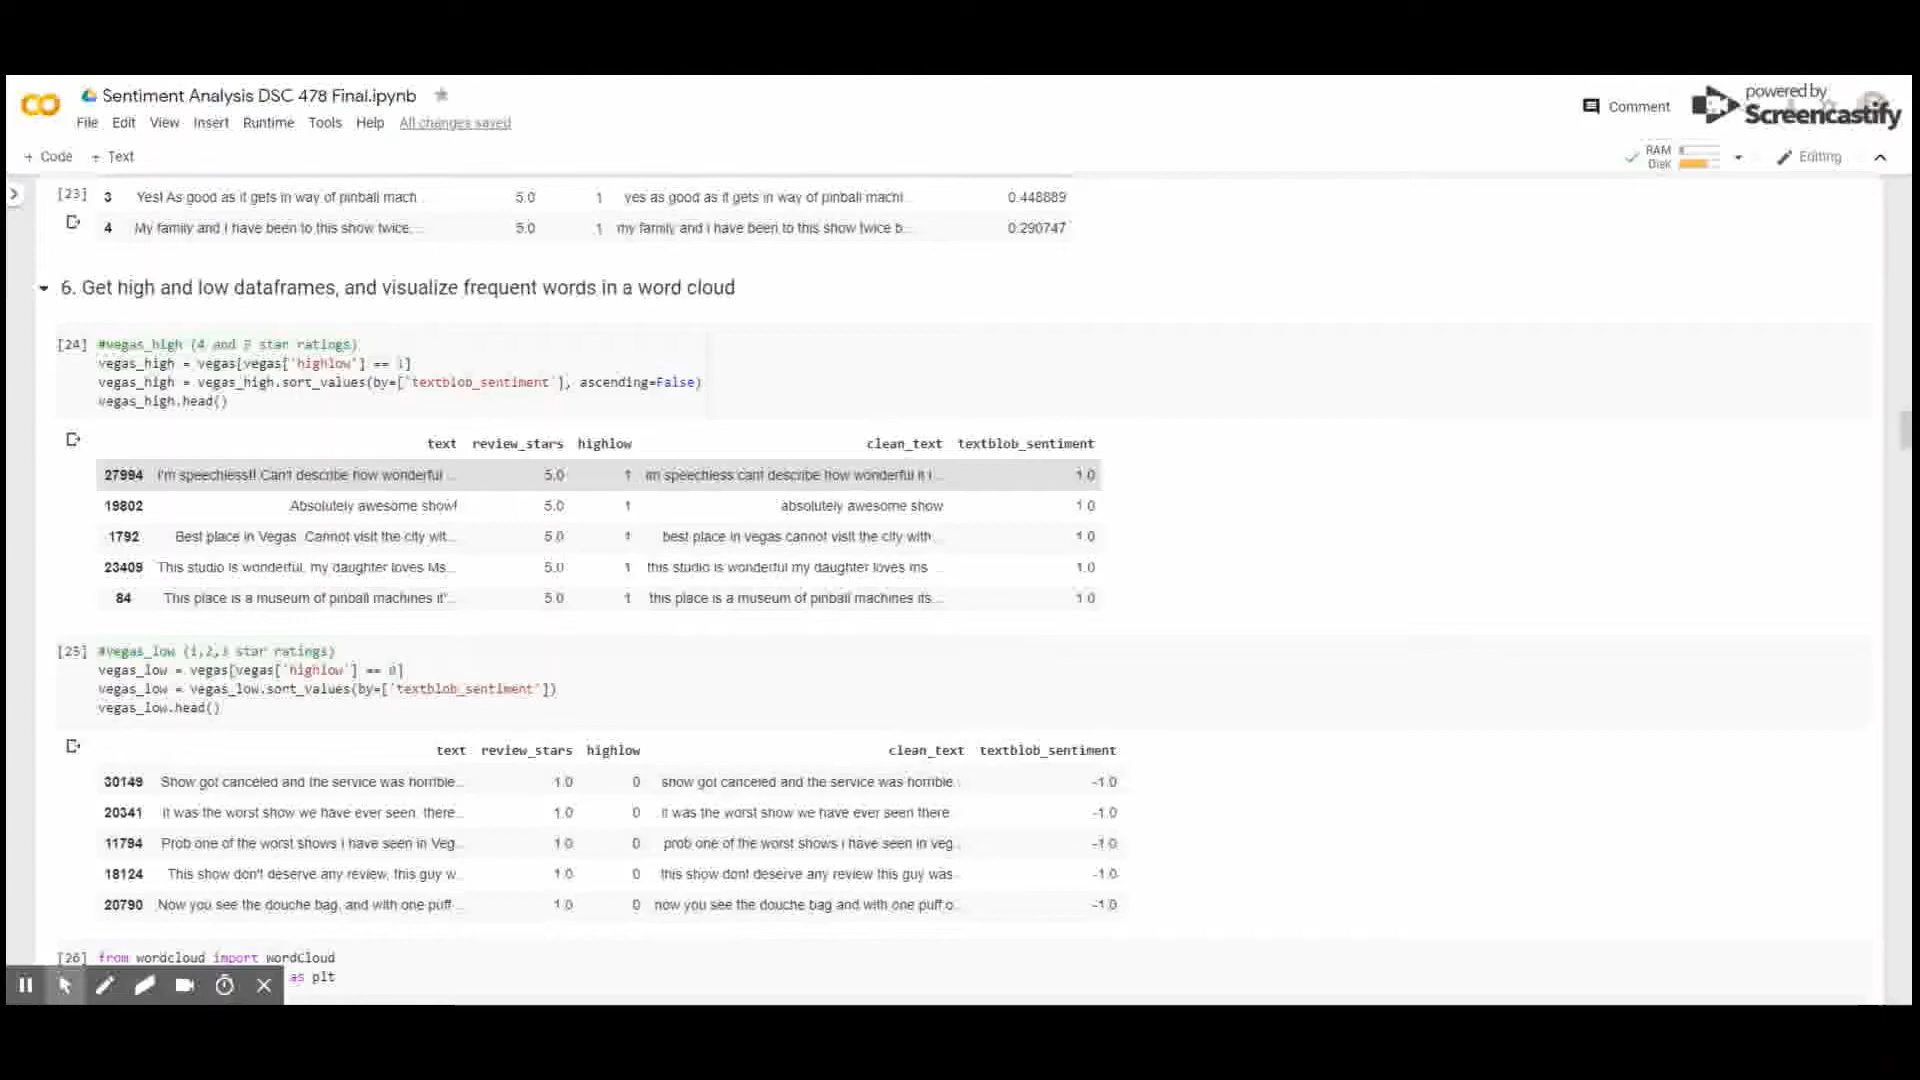 Sentiment Analysis DSC 478 Final.ipynb
File Edit View Insert Runtime Tools Help All changes saved
Comment
powered by
Screencastify
+ Code + Text
RAM
Disk
Editing
[23] 3 Yes! As good as it gets in way of pinball mach... 5.0 1 yes as good as it gets in way of pinball machi... 0.448889
4 My family and I have been to this show twice,... 5.0 1 my family and i have been to this show twice b... 0.290747
6. Get high and low dataframes, and visualize frequent words in a word cloud
[24] #vegas_high (4 and 5 star ratings)
vegas_high = vegas[vegas['highlow'] == 1]
vegas_high = vegas_high.sort_values(by=['textblob_sentiment'], ascending=False)
vegas_high.head()
text review_stars highlow clean_text textblob_sentiment
27994 I'm speechless!! Can't describe how wonderful ... 5.0 1 im speechless cant describe how wonderful it i... 1.0
19802 Absolutely awesome show! 5.0 1 absolutely awesome show 1.0
1792 Best place in Vegas. Cannot visit the city wit... 5.0 1 best place in vegas cannot visit the city with... 1.0
23409 This studio is wonderful, my daughter loves Ms... 5.0 1 this studio is wonderful my daughter loves ms ... 1.0
84 This place is a museum of pinball machines it'... 5.0 1 this place is a museum of pinball machines its... 1.0
[25] #vegas_low (1,2,3 star ratings)
vegas_low = vegas[vegas['highlow'] == 0]
vegas_low = vegas_low.sort_values(by=['textblob_sentiment'])
vegas_low.head()
text review_stars highlow clean_text textblob_sentiment
30149 Show got canceled and the service was horrible... 1.0 0 show got canceled and the service was horrible... -1.0
20341 It was the worst show we have ever seen, there... 1.0 0 it was the worst show we have ever seen there ... -1.0
11794 Prob one of the worst shows I have seen in Veg... 1.0 0 prob one of the worst shows i have seen in veg... -1.0
18124 This show don't deserve any review, this guy w... 1.0 0 this show dont deserve any review this guy was... -1.0
20790 Now you see the douche bag, and with one puff ... 1.0 0 now you see the douche bag and with one puff o... -1.0
[26] from wordcloud import WordCloud
as plt